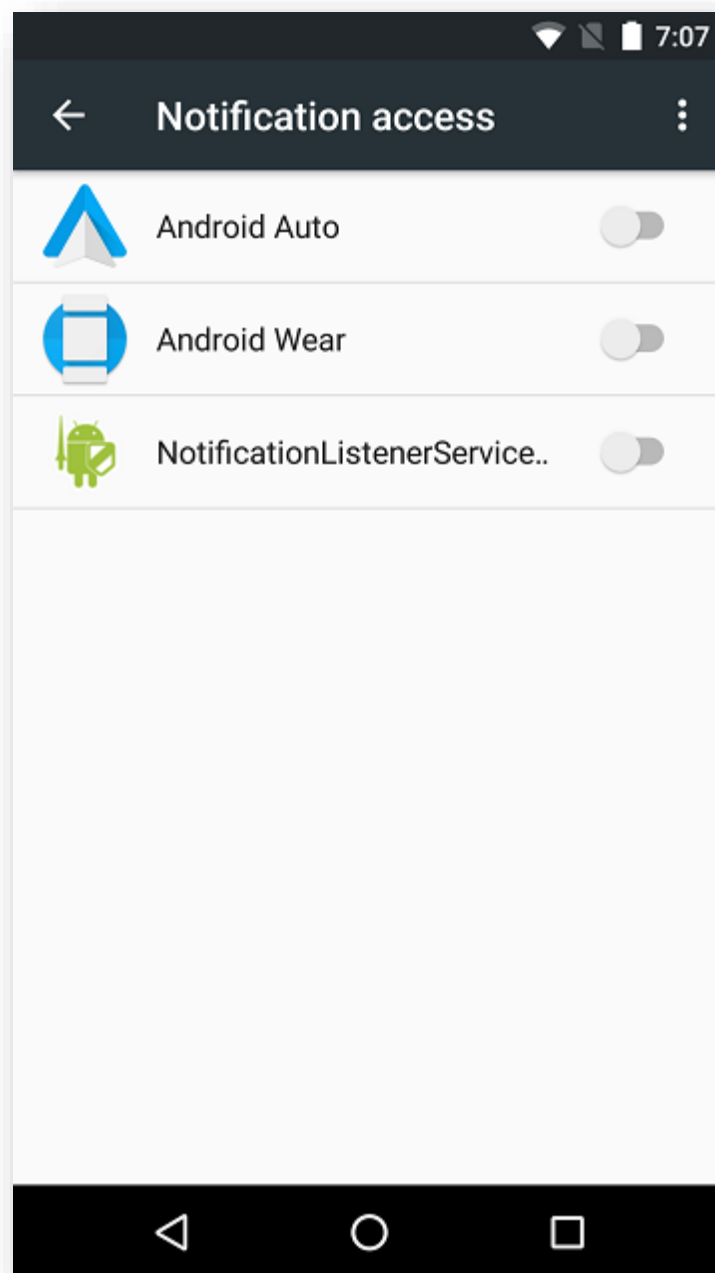 7:07
Notification access
Android Auto
Android Wear
NotificationListenerService..